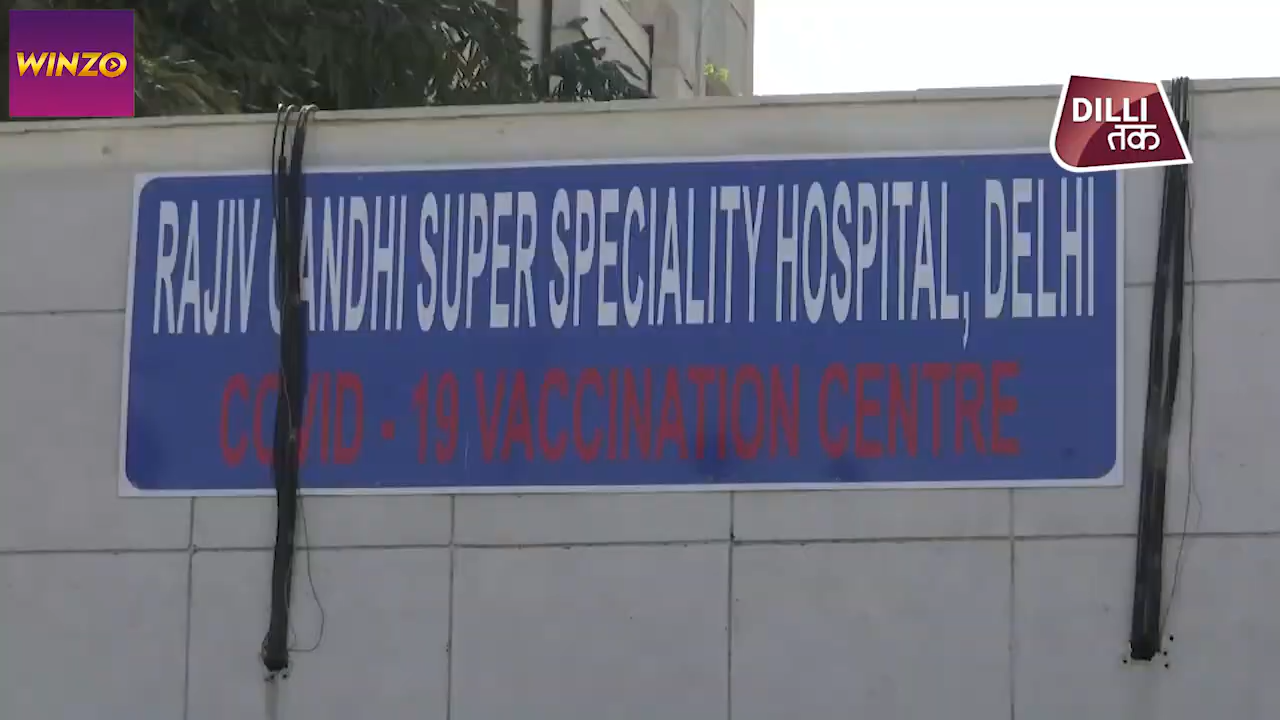 WINZO
DILLI
तक
RAJIV GANDHI SUPER SPECIALITY HOSPITAL, DELHI
COVID - 19 VACCINATION CENTRE